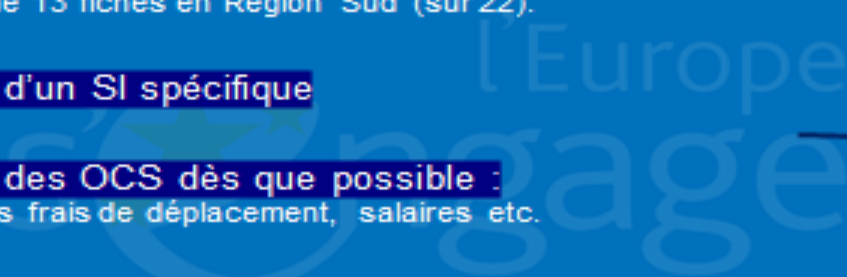 13 fiches en Région Sud (sur 22).
l'Europe
d'un SI spécifique
s'engage
des OCS dès que possible :
frais de déplacement, salaires etc.